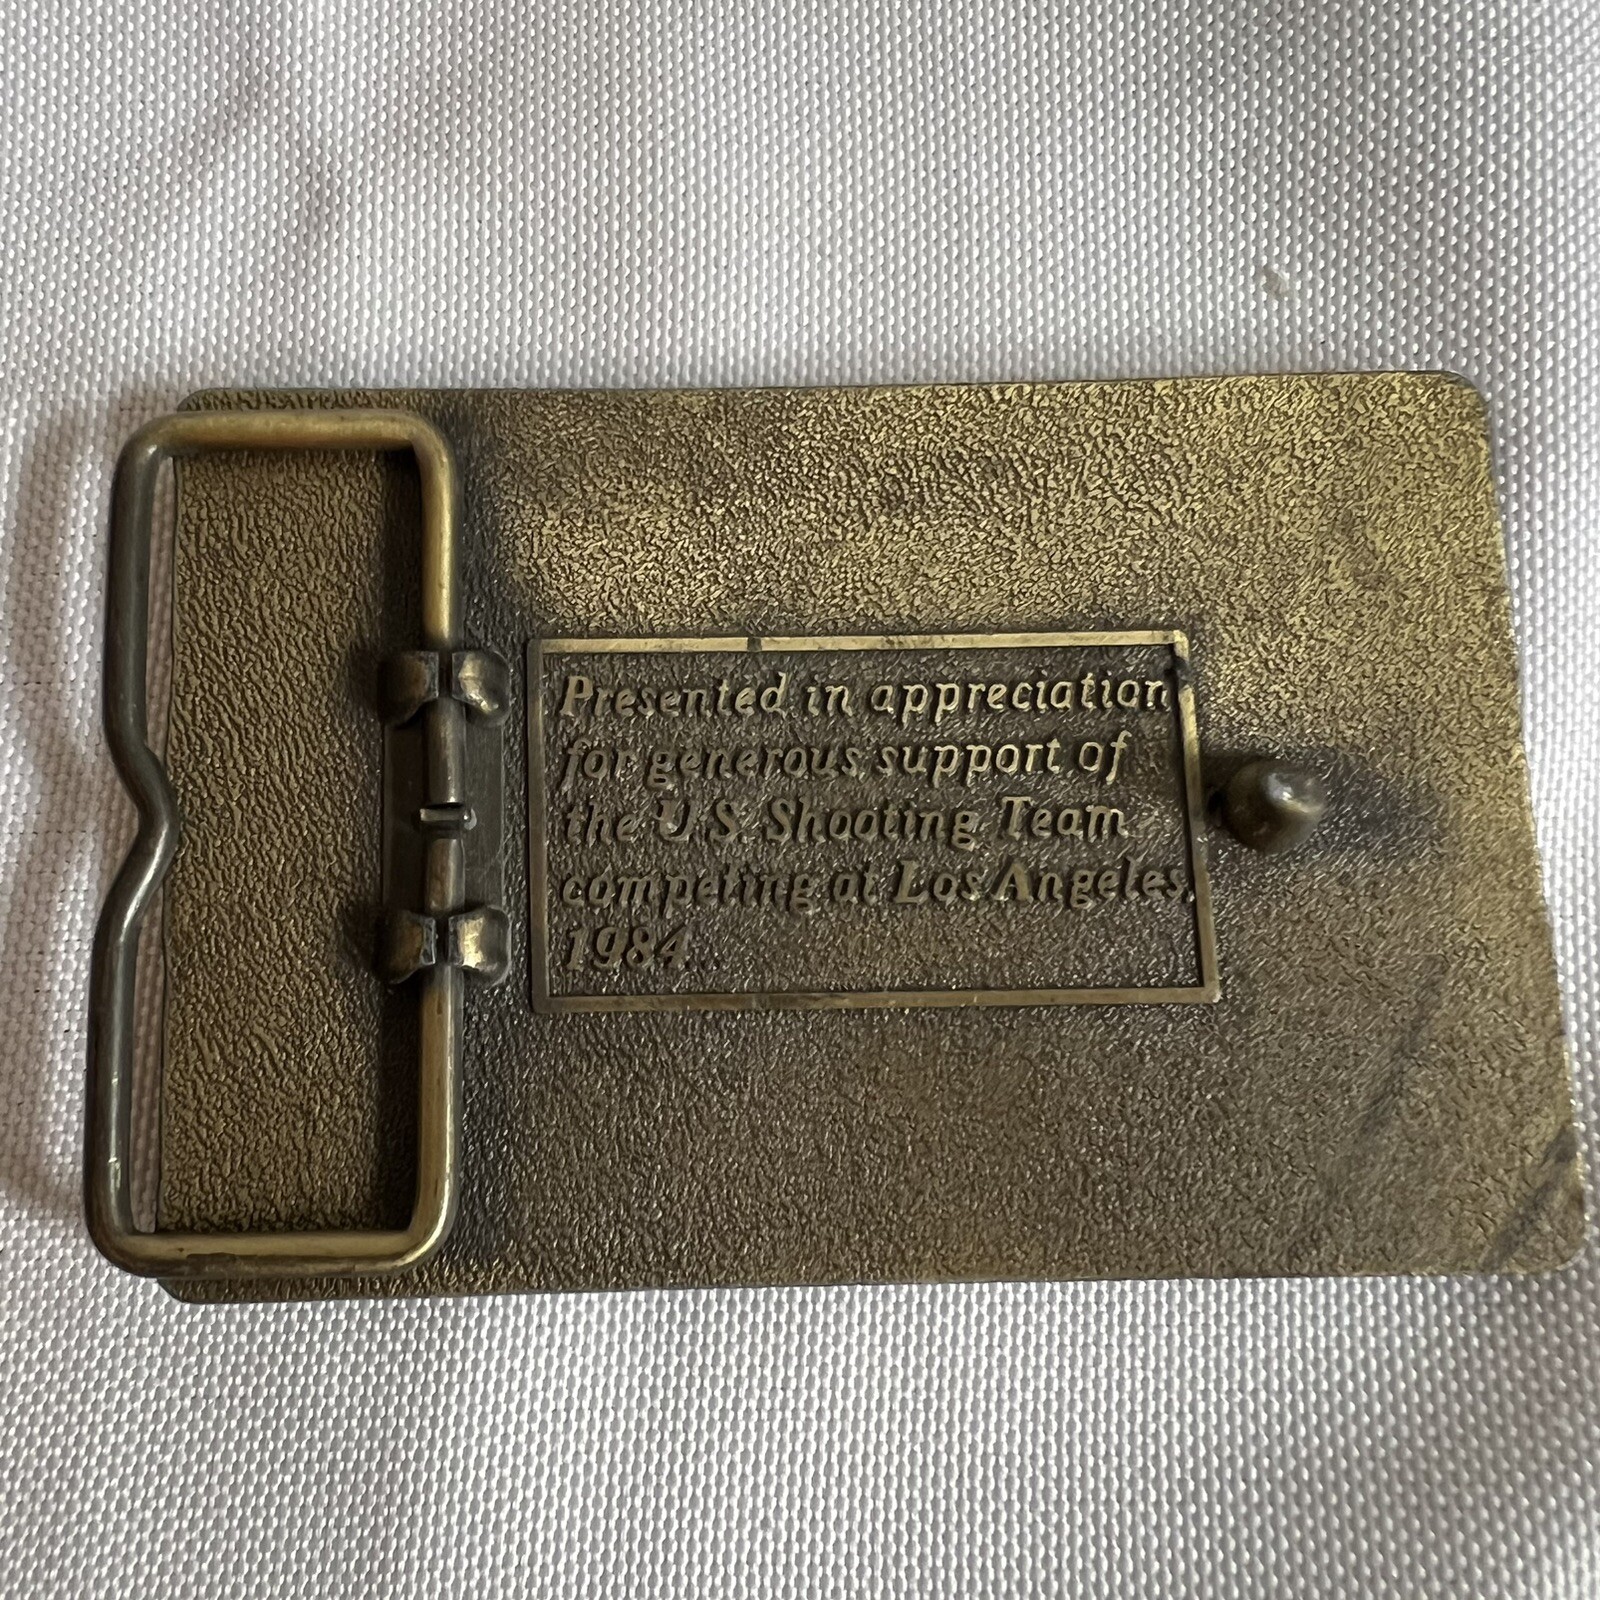 Presented in appreciation
for generous support of
the U.S. Shooting Team
competing at Los Angeles,
1984.